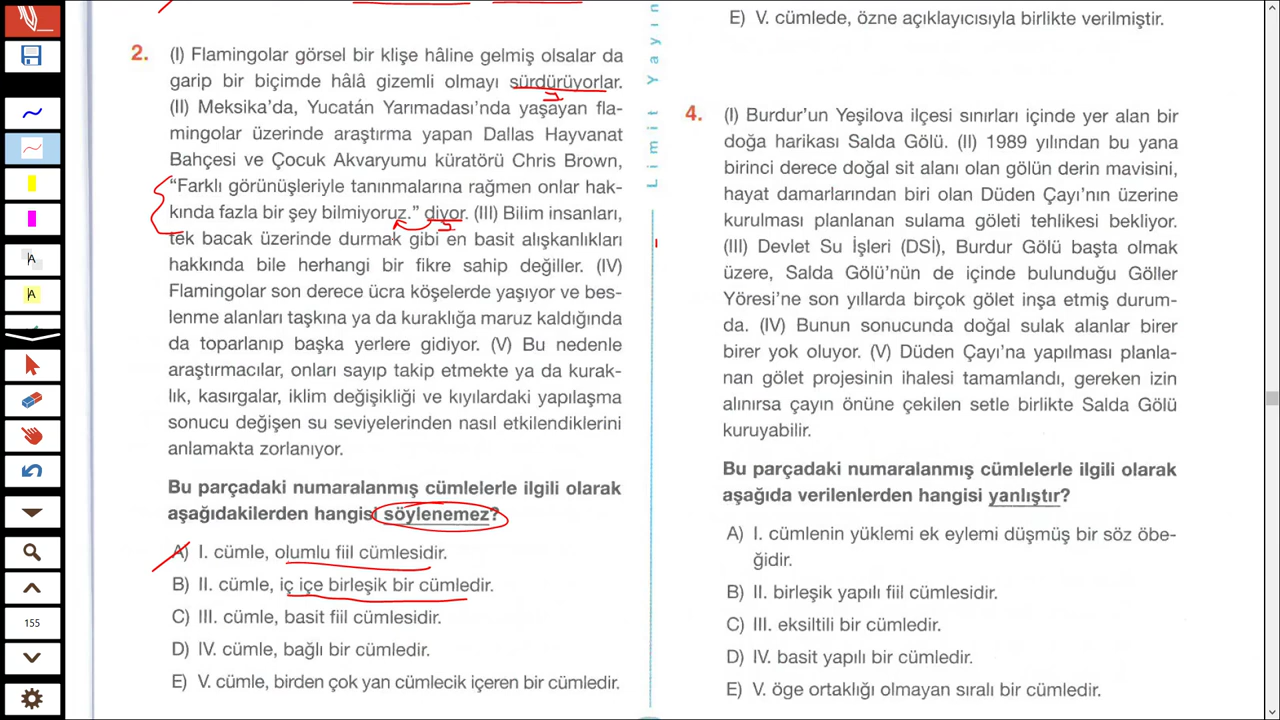 2. (I) Flamingolar görsel bir klişe hâline gelmiş olsalar da
garip bir biçimde hâlâ gizemli olmayı sürdürüyorlar.
(II) Meksika'da, Yucatán Yarımadası'nda yaşayan fla-
mingolar üzerinde araştırma yapan Dallas Hayvanat
Bahçesi ve Çocuk Akvaryumu küratörü Chris Brown,
“Farklı görünüşleriyle tanınmalarına rağmen onlar hak-
kında fazla bir şey bilmiyoruz.” diyor. (III) Bilim insanları,
tek bacak üzerinde durmak gibi en basit alışkanlıkları
hakkında bile herhangi bir fikre sahip değiller. (IV)
Flamingolar son derece ücra köşelerde yaşıyor ve bes-
lenme alanları taşkına ya da kuraklığa maruz kaldığında
da toparlanıp başka yerlere gidiyor. (V) Bu nedenle
araştırmacılar, onları sayıp takip etmekte ya da kurak-
lık, kasırgalar, iklim değişikliği ve kıyılardaki yapılaşma
sonucu değişen su seviyelerinden nasıl etkilendiklerini
anlamakta zorlanıyor.
Bu parçadaki numaralanmış cümlelerle ilgili olarak
aşağıdakilerden hangisi söylenemez?
A) I. cümle, olumlu fiil cümlesidir.
B) II. cümle, iç içe birleşik bir cümledir.
C) III. cümle, basit fiil cümlesidir.
D) IV. cümle, bağlı bir cümledir.
E) V. cümle, birden çok yan cümlecik içeren bir cümledir.
Limit Yayın
E) V. cümlede, özne açıklayıcısıyla birlikte verilmiştir.
4. (I) Burdur'un Yeşilova ilçesi sınırları içinde yer alan bir
doğa harikası Salda Gölü. (II) 1989 yılından bu yana
birinci derece doğal sit alanı olan gölün derin mavisini,
hayat damarlarından biri olan Düden Çayı'nın üzerine
kurulması planlanan sulama göleti tehlikesi bekliyor.
(III) Devlet Su İşleri (DSİ), Burdur Gölü başta olmak
üzere, Salda Gölü'nün de içinde bulunduğu Göller
Yöresi'ne son yıllarda birçok gölet inşa etmiş durum-
da. (IV) Bunun sonucunda doğal sulak alanlar birer
birer yok oluyor. (V) Düden Çayı'na yapılması planla-
nan gölet projesinin ihalesi tamamlandı, gereken izin
alınırsa çayın önüne çekilen setle birlikte Salda Gölü
kuruyabilir.
Bu parçadaki numaralanmış cümlelerle ilgili olarak
aşağıda verilenlerden hangisi yanlıştır?
A) I. cümlenin yüklemi ek eylemi düşmüş bir söz öbe-
ğidir.
B) II. birleşik yapılı fiil cümlesidir.
C) III. eksiltili bir cümledir.
D) IV. basit yapılı bir cümledir.
E) V. öge ortaklığı olmayan sıralı bir cümledir.
A
A
155